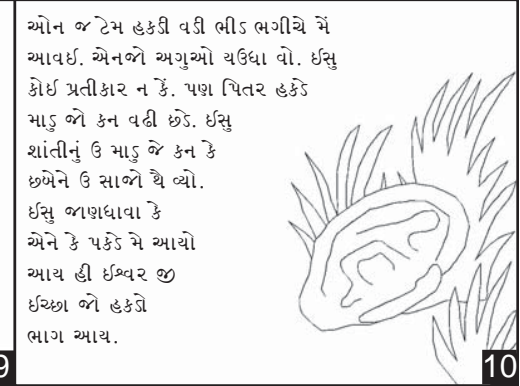 ઓન જ ટેમ હકડી વડી ભીડ ભગીચે મેં
આવઈ. એનજો અગુઓ યઉધા વો. ઈસુ
કોઈ પ્રતીકાર ન કેં. પણ પિતર હકડે
માડુ જો કન વઢી છડે. ઈસુ
શાંતીનું ઉ માડુ જે કન કે
છબેને ઉ સાજો થૈ વ્યો.
ઈસુ જાણધાવા કે
એને કે પકડે મે આયો
આય હી ઈશ્વર જી
ઈચ્છા જો હકડો
ભાગ આય.
9
10